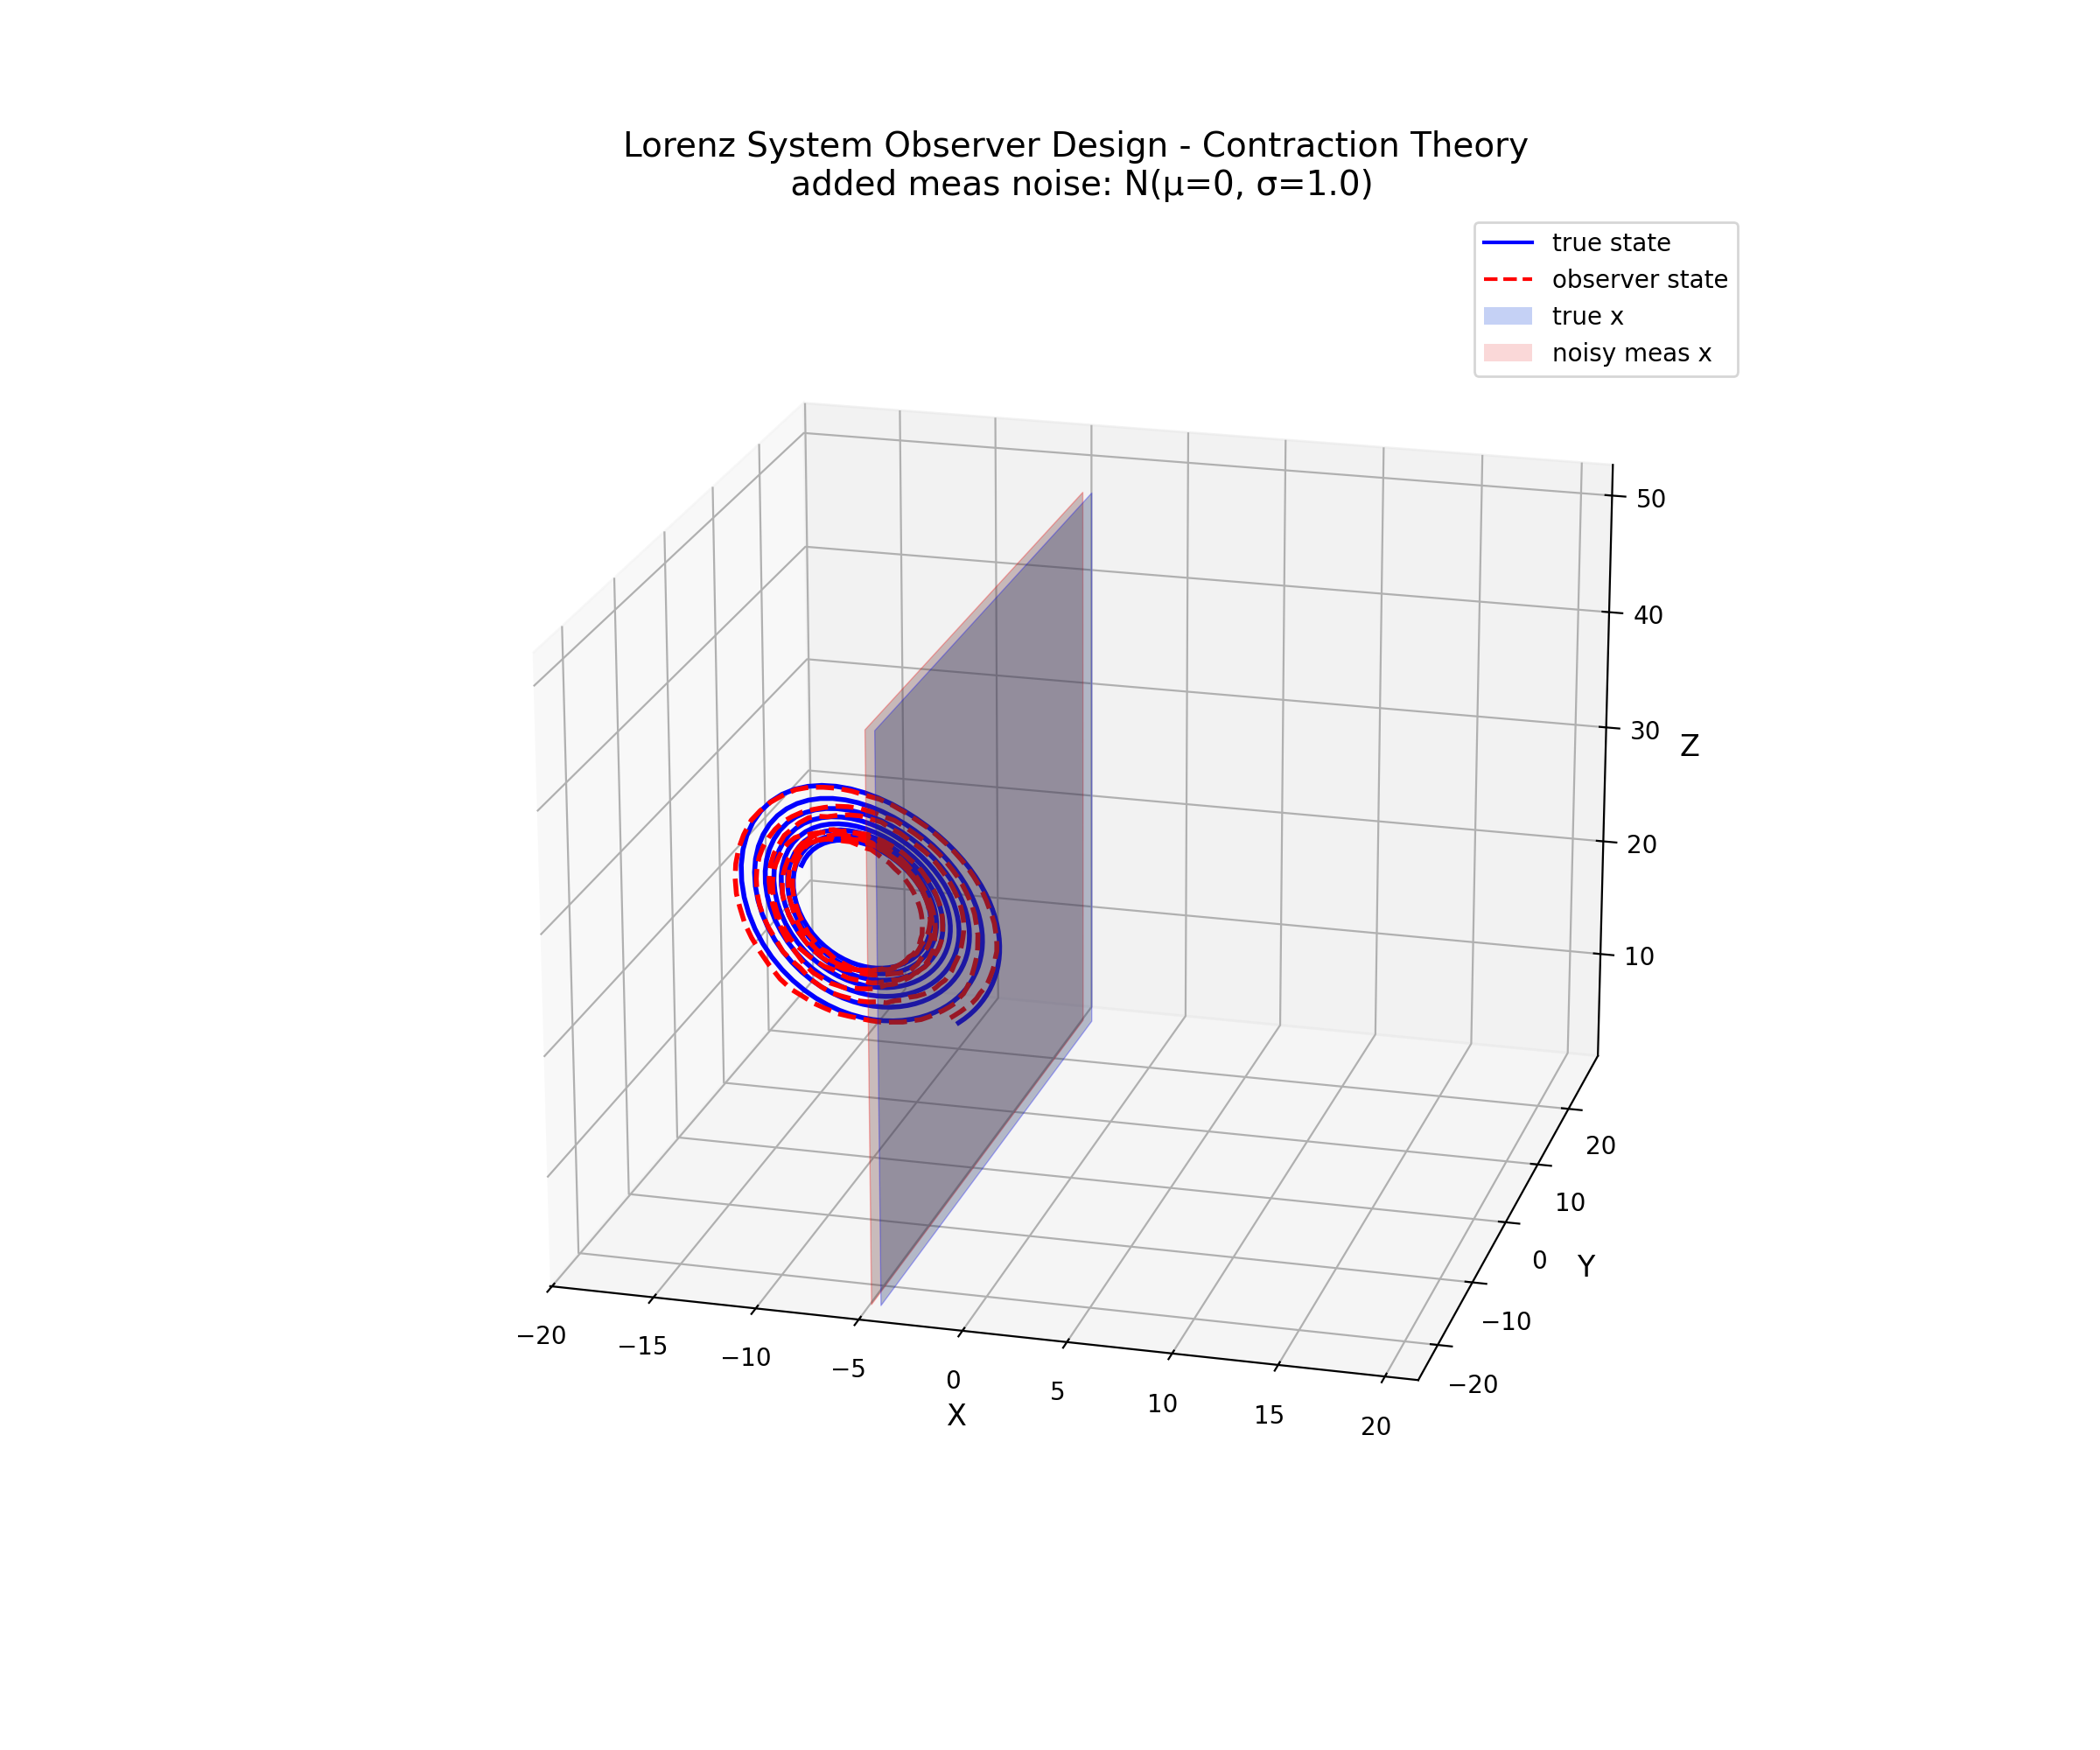 Lorenz System Observer Design - Contraction Theory
added meas noise: N(μ=0, σ=1.0)
true state
observer state
true x
noisy meas x
50
40
30
Z
20
10
20
10
0
Y
−10
−20
−20
−15
−10
−5
0
5
10
15
20
X